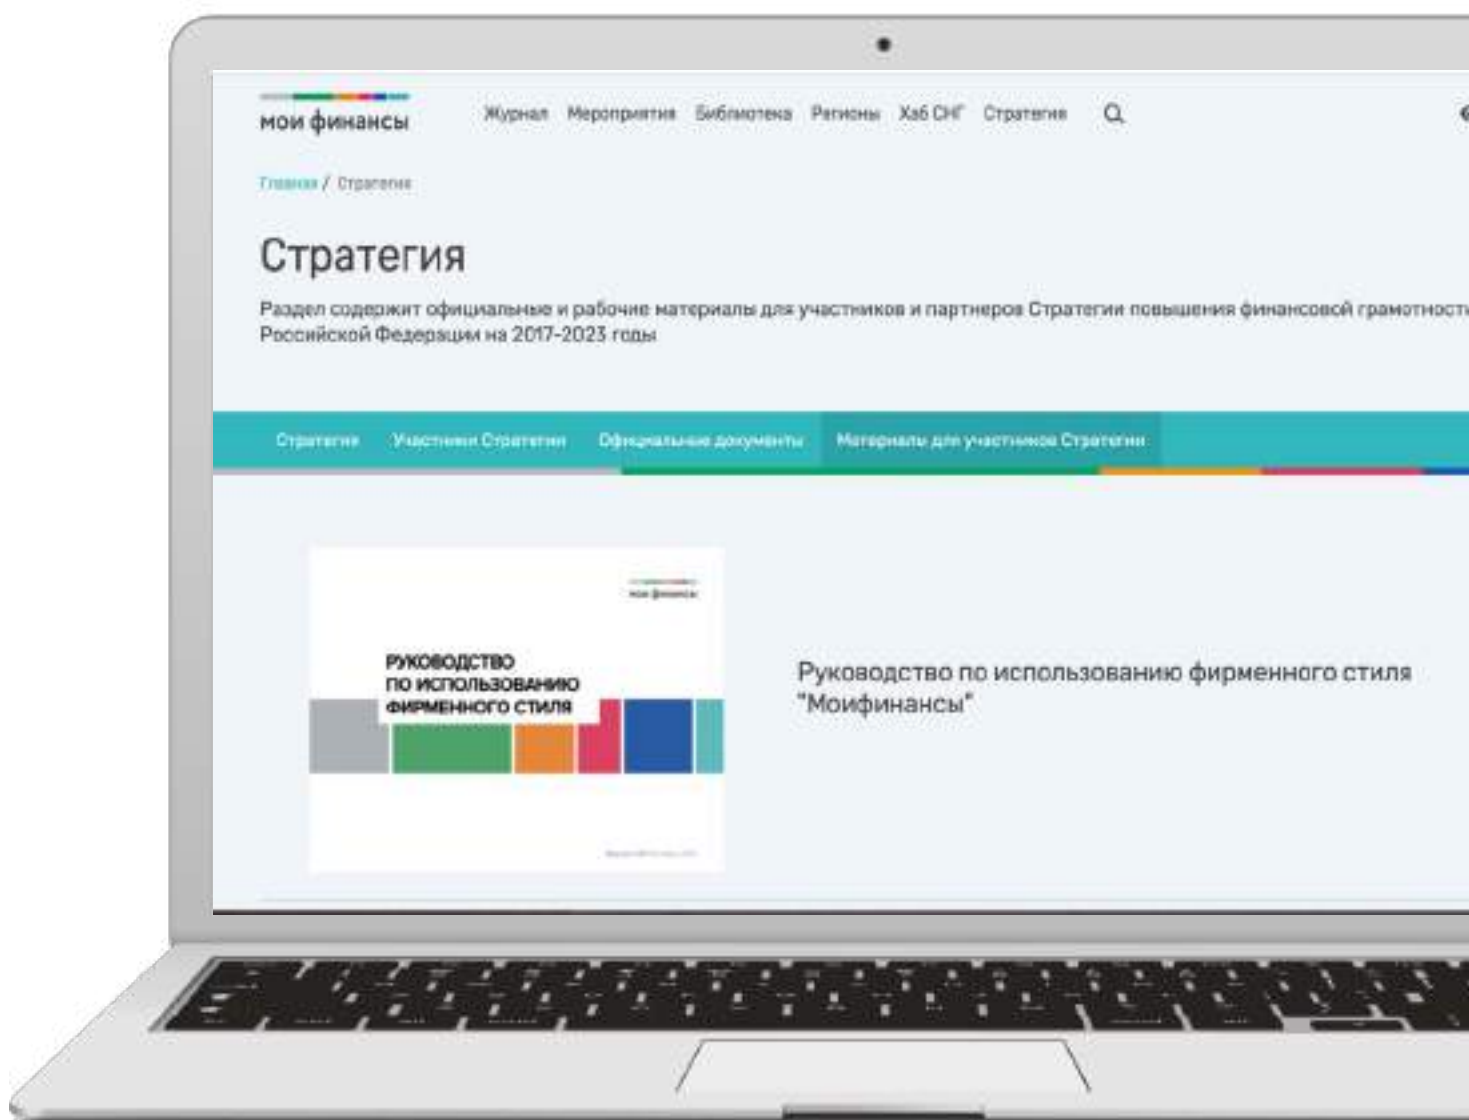 мои финансы
Журнал Мероприятия Библиотека Регионы Хаб СНГ Стратегия
Главная / Стратегия
Стратегия
Раздел содержит официальные и рабочие материалы для участников и партнеров Стратегии повышения финансовой грамотности
Российской Федерации на 2017-2023 годы
Стратегия Участники Стратегии Официальные документы Материалы для участников Стратегии
мои финансы
РУКОВОДСТВО
ПО ИСПОЛЬЗОВАНИЮ
ФИРМЕННОГО СТИЛЯ
Руководство по использованию фирменного стиля
"Моифинансы"